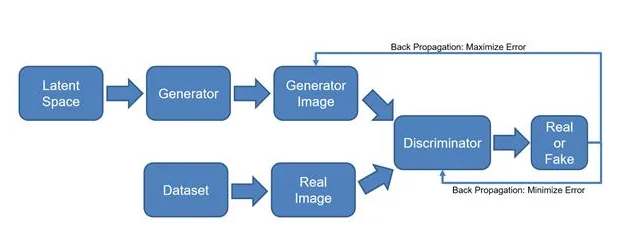 Back Propagation: Maximize Error
Latent
Space
Generator
Generator
Image
Discriminator
Real
or
Fake
Dataset
Real
Image
Back Propagation: Minimize Error